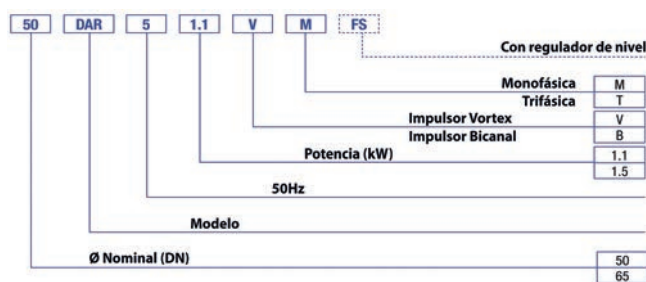 50 DAR 5 1.1 V M FS
Con regulador de nivel
Monofásica M
Trifásica T
Impulsor Vortex V
Impulsor Bicanal B
Potencia (kW) 1.1
1.5
50Hz
Modelo
Ø Nominal (DN) 50
65